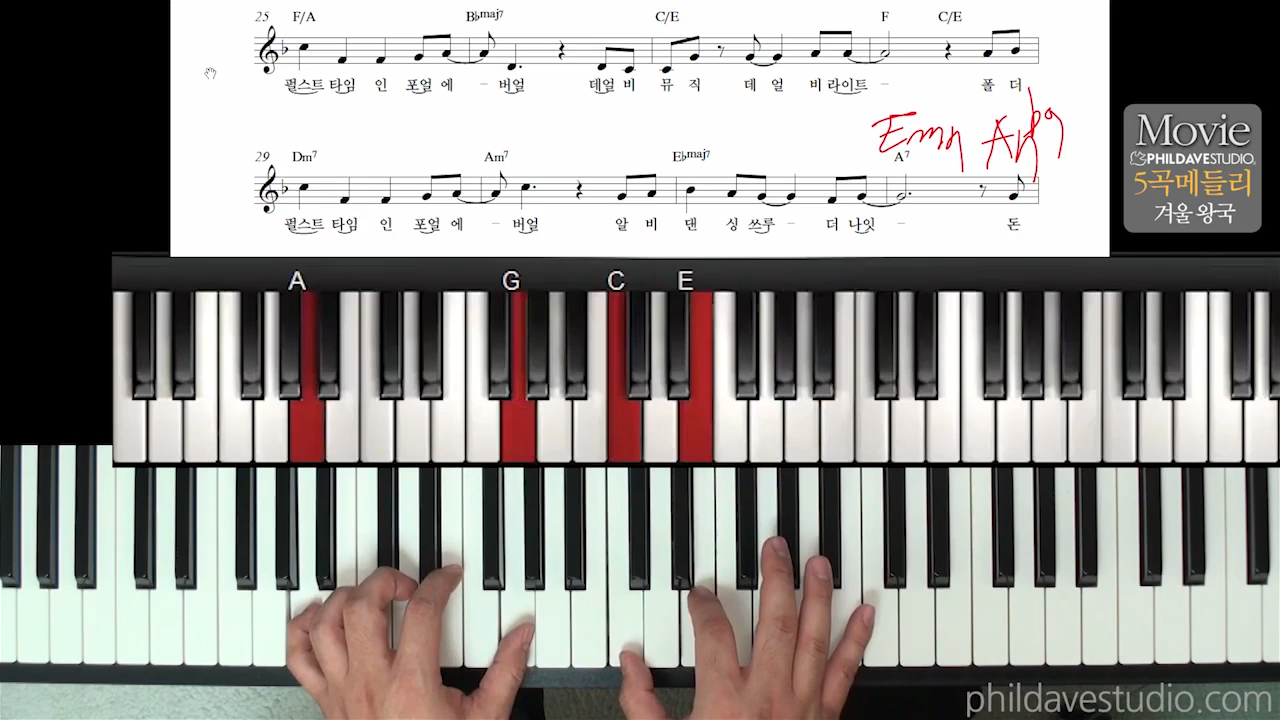 25 F/A B♭maj7 C/E F C/E
펄스트 타임 인 포얼 에 – 버얼 데얼 비 뮤 직 데 얼 비 라이트 – 폴 더
29 Dm7 Am7 E♭maj7 A7
펄스트 타임 인 포얼 에 – 버얼 알 비 댄 싱 쓰루 – 더 나잇 – 돈
Movie
PHILDAVESTUDIO
5곡메들리
겨울 왕국
A G C E
phildavestudio.com